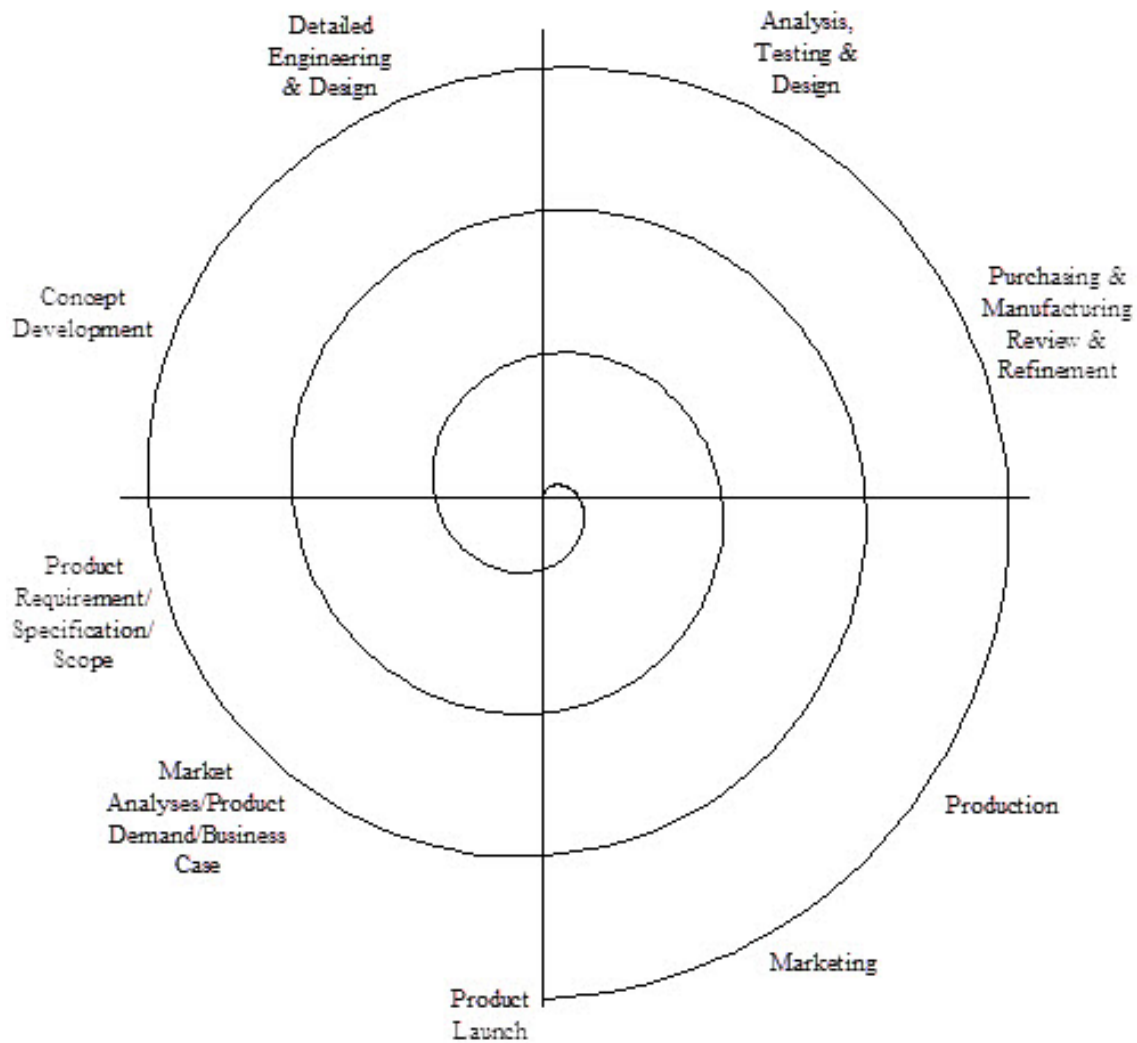 Detailed
Engineering
& Design
Analysis,
Testing &
Design
Concept
Development
Purchasing &
Manufacturing
Review &
Refinement
Product
Requirement/
Specification/
Scope
Market
Analyses/Product
Demand/Business
Case
Production
Marketing
Product
Launch